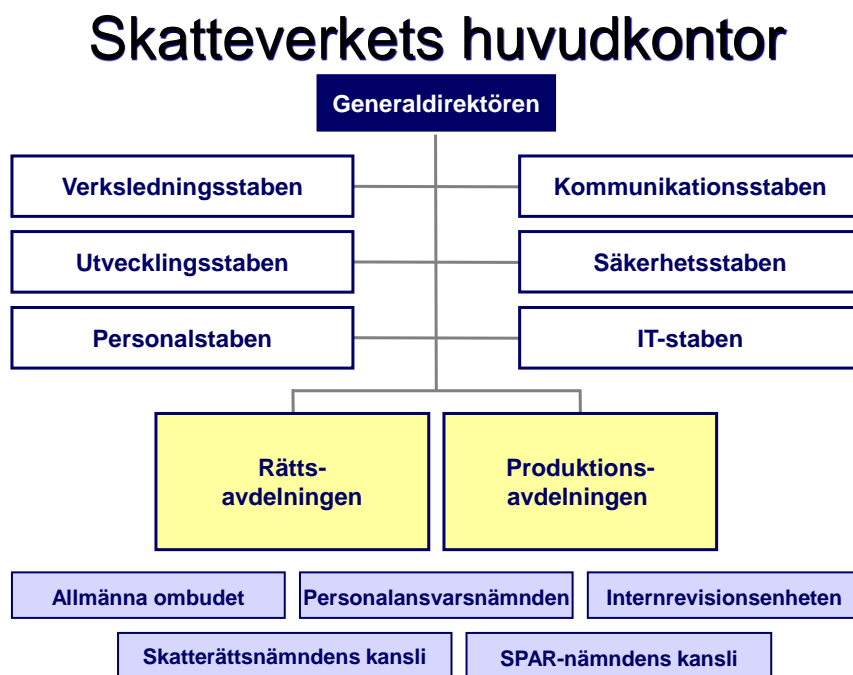 Skatteverkets huvudkontor
Generaldirektören
Verksledningsstaben
Kommunikationsstaben
Utvecklingsstaben
Säkerhetsstaben
Personalstaben
IT-staben
Rätts-
avdelningen
Produktions-
avdelningen
Allmänna ombudet
Personalansvarsnämnden
Internrevisionsenheten
Skatterättsnämndens kansli
SPAR-nämndens kansli